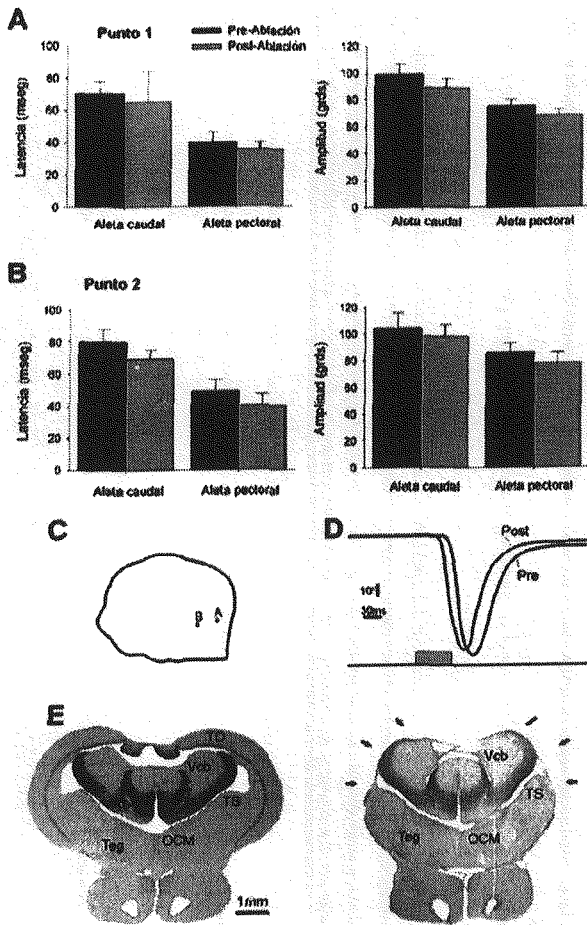 A
Punto 1
Pre-Ablación
Post-Ablación
Latencia (mseg)
80
60
40
20
0
Aleta caudal
Aleta pectoral
Amplitud (grds)
120
100
80
60
40
20
0
Aleta caudal
Aleta pectoral
B
Punto 2
Latencia (mseg)
80
60
40
20
0
Aleta caudal
Aleta pectoral
Amplitud (grds)
120
100
80
60
40
20
0
Aleta caudal
Aleta pectoral
C
B
A
D
Post
Pre
10ms
E
TO
Vcb
TS
Teg
OCM
1mm
Vcb
TS
Teg
OCM